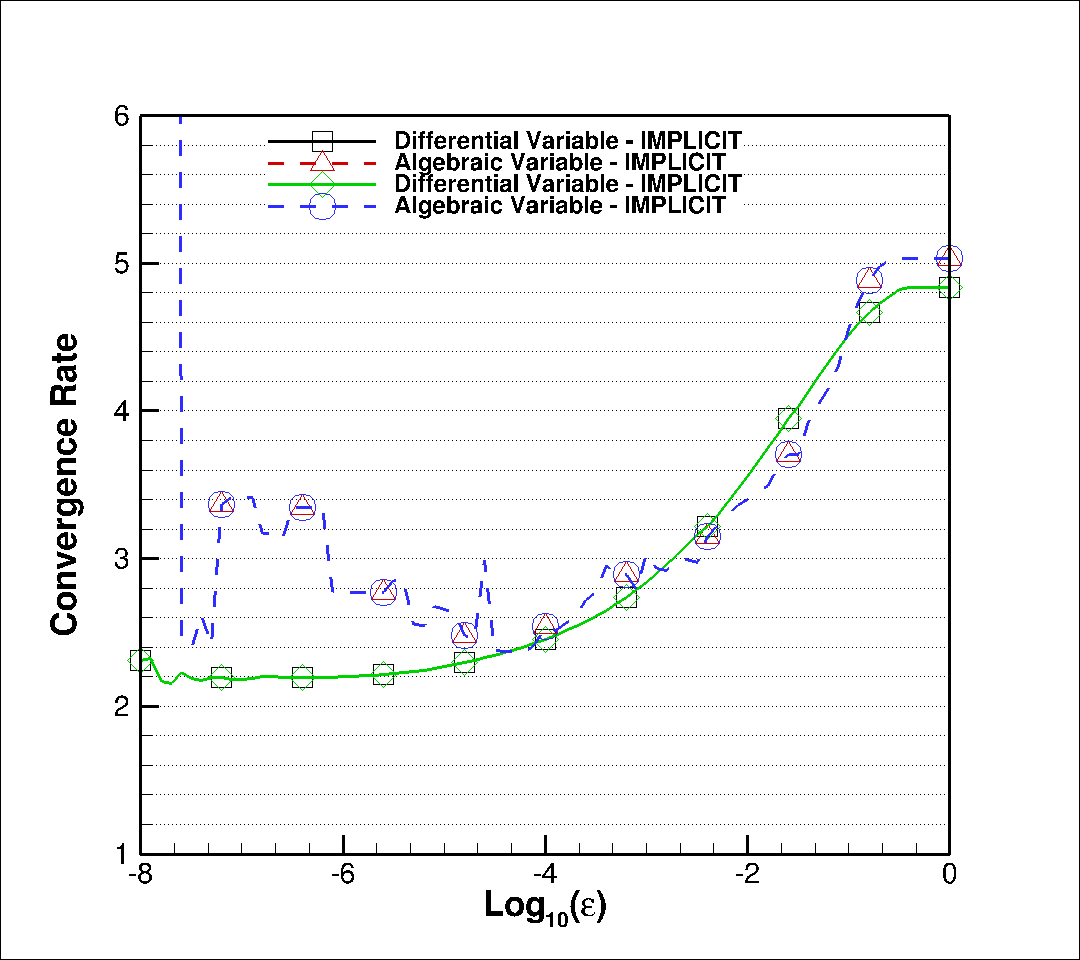 6
5
4
3
2
1
Convergence Rate
Differential Variable - IMPLICIT
Algebraic Variable - IMPLICIT
Differential Variable - IMPLICIT
Algebraic Variable - IMPLICIT
-8 -6 -4 -2 0
Log10(ε)